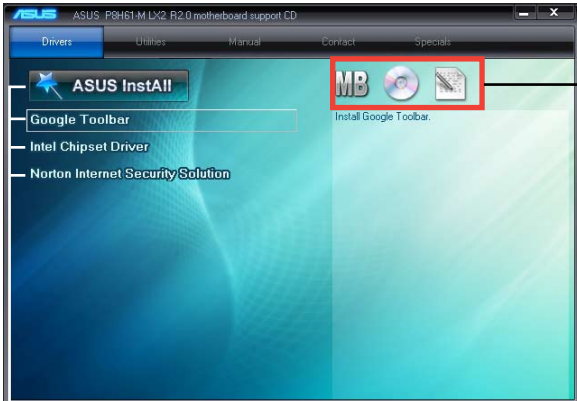 ASUS ASUS P8H61-M LX2 R2.0 motherboard support CD
Drivers Utilities Manual Contact Specials
ASUS InstAll
MB
Google Toolbar
Install Google Toolbar.
Intel Chipset Driver
Norton Internet Security Solution